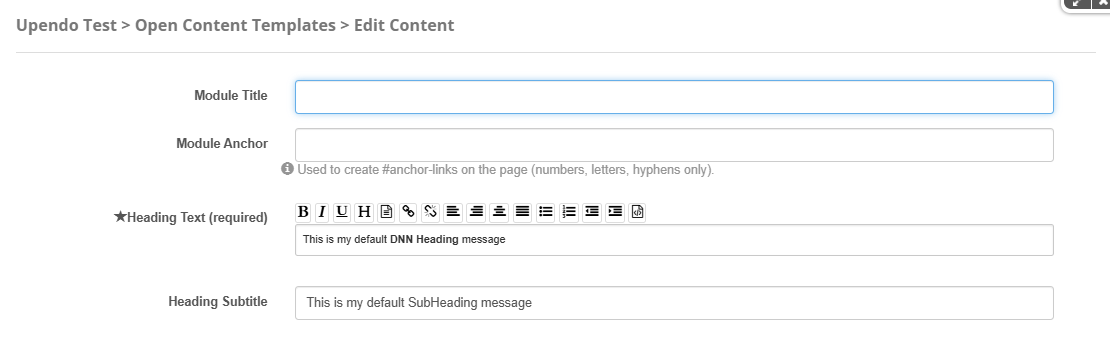 Upendo Test > Open Content Templates > Edit Content
Module Title
Module Anchor
Used to create #anchor-links on the page (numbers, letters, hyphens only).
★Heading Text (required)
B I U H
This is my default DNN Heading message
Heading Subtitle
This is my default SubHeading message